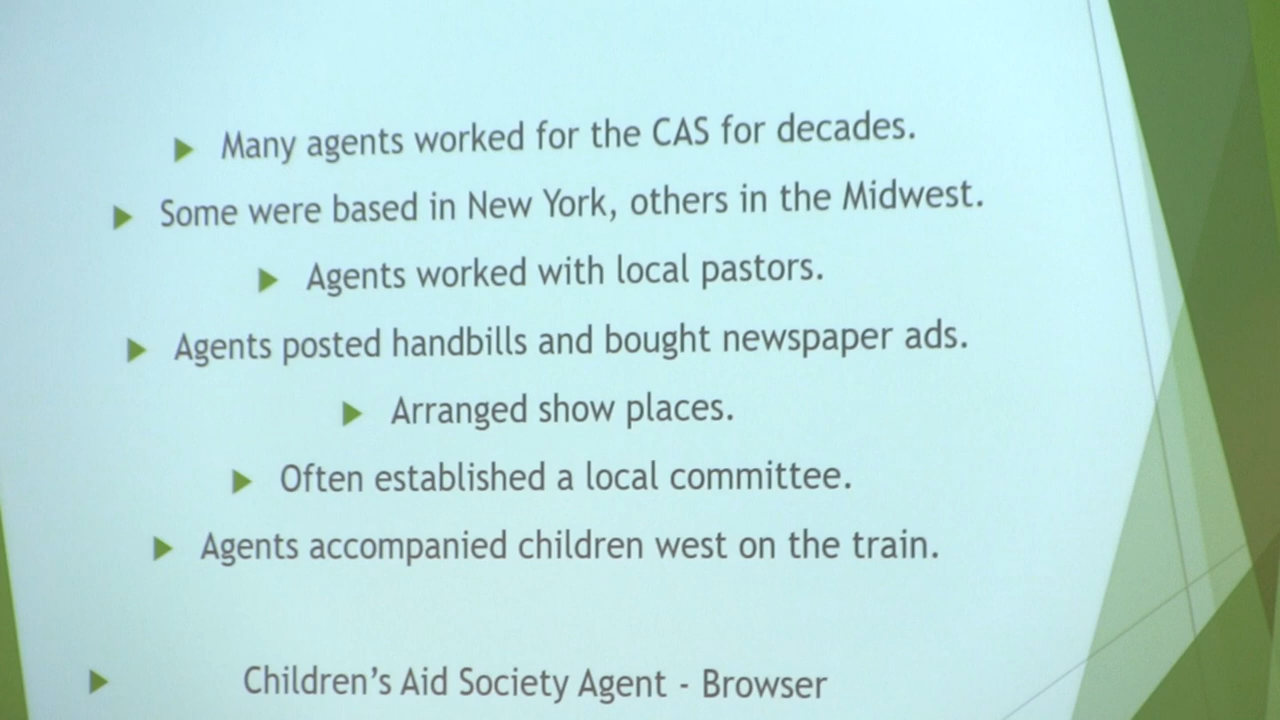 Many agents worked for the CAS for decades.
Some were based in New York, others in the Midwest.
Agents worked with local pastors.
Agents posted handbills and bought newspaper ads.
Arranged show places.
Often established a local committee.
Agents accompanied children west on the train.
Children's Aid Society Agent - Browser